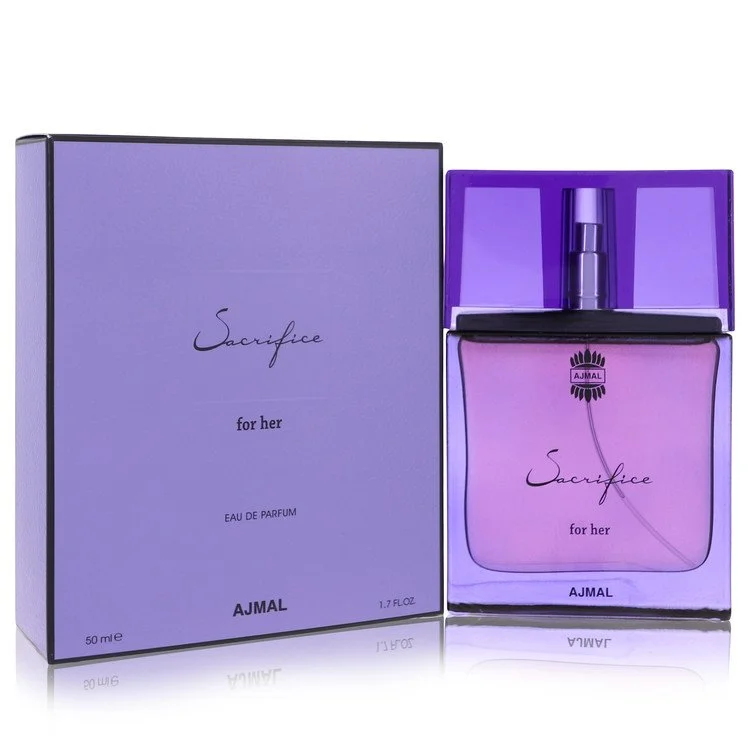 Sacrifice
for her
EAU DE PARFUM
AJMAL
50 ml e
1.7 FL.OZ.
AJMAL
Sacrifice
for her
AJMAL